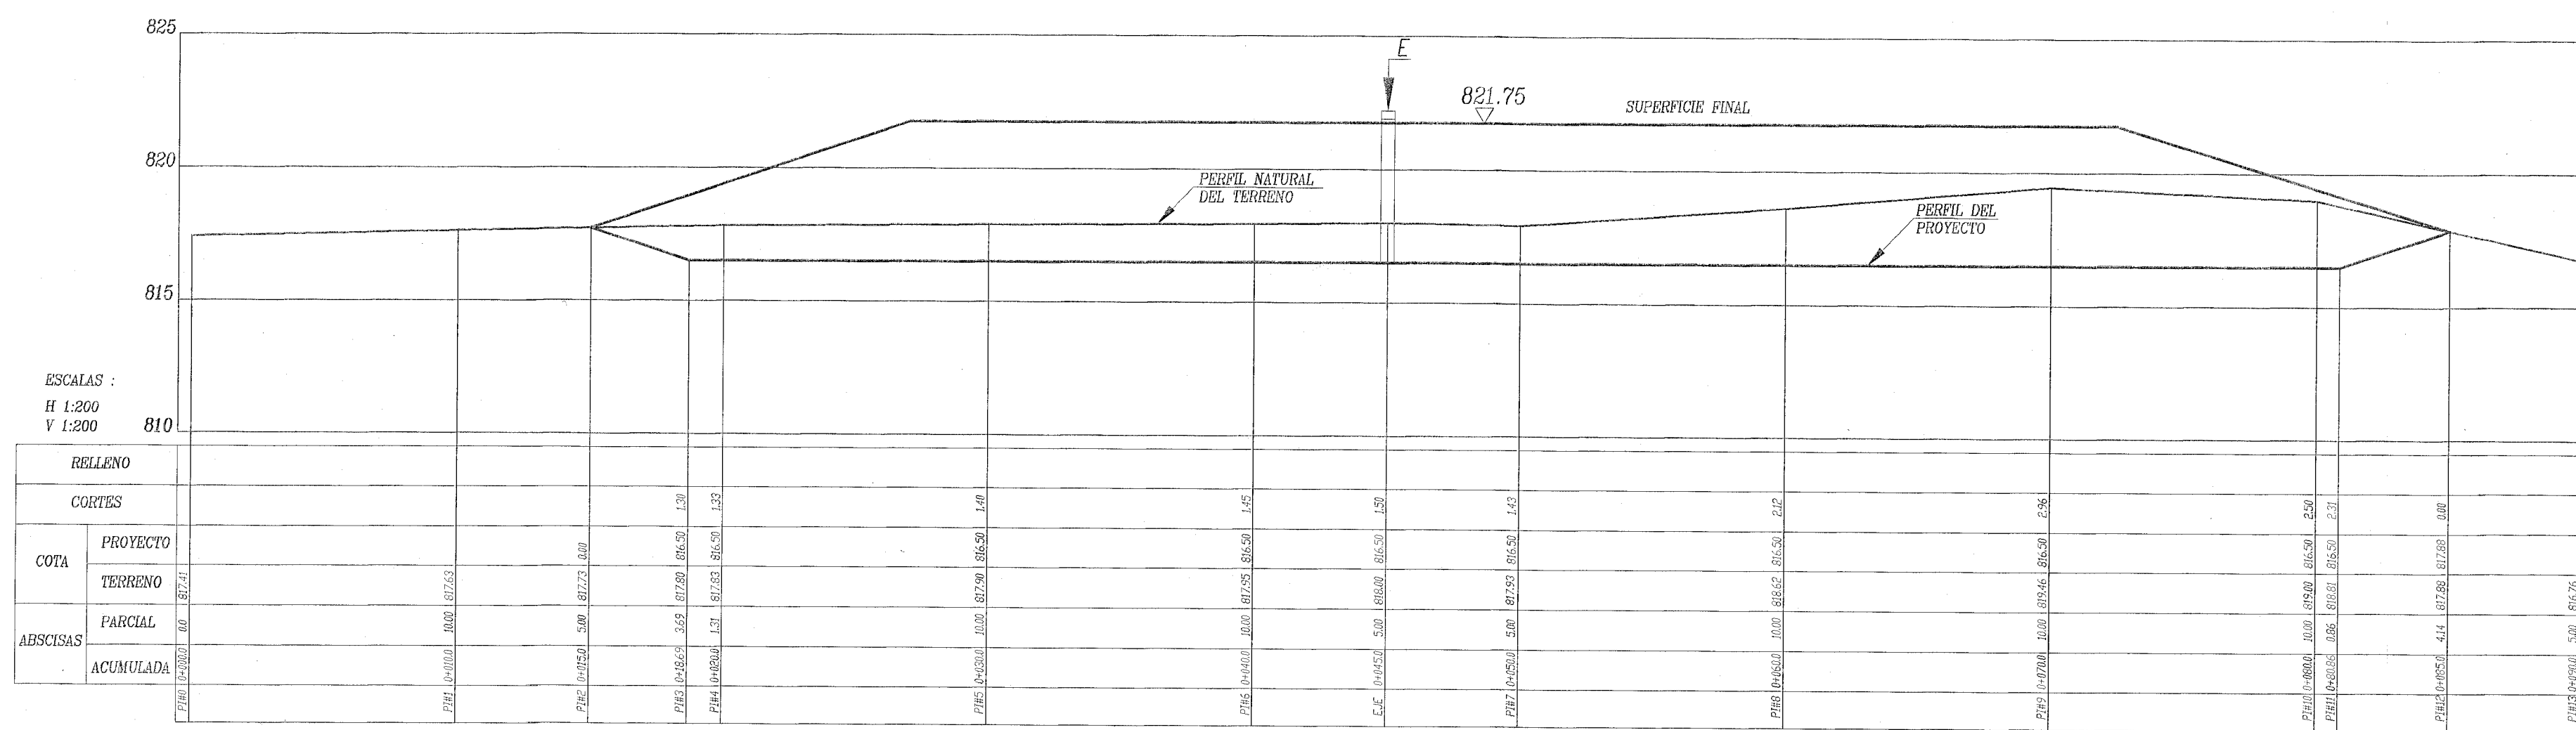 825
E
821.75
SUPERFICIE FINAL
820
PERFIL NATURAL
DEL TERRENO
PERFIL DEL
PROYECTO
815
ESCALAS :
H 1:200
V 1:200
810
RELLENO
CORTES
1.30 1.33 1.40 1.45 1.50 1.43 2.12 2.96 2.50 2.31 0.00
COTA
PROYECTO
0.00 816.50 816.50 816.50 816.50 816.50 816.50 816.50 816.50 816.50 816.50 817.88
TERRENO
817.41 817.63 817.73 817.80 817.83 817.90 817.95 818.00 817.93 818.62 819.46 819.00 818.81 817.88 816.76
ABSCISAS
PARCIAL
0.0 10.00 5.00 3.69 1.31 10.00 10.00 5.00 5.00 10.00 10.00 10.00 0.86 4.14 5.00
ACUMULADA
0+000.0 0+010.0 0+015.0 0+18.69 0+020.0 0+030.0 0+040.0 0+045.0 0+050.0 0+060.0 0+070.0 0+080.0 0+80.86 0+085.0 0+090.0
PI#0 PI#1 PI#2 PI#3 PI#4 PI#5 PI#6 EJE PI#7 PI#8 PI#9 PI#10 PI#11 PI#12 PI#13